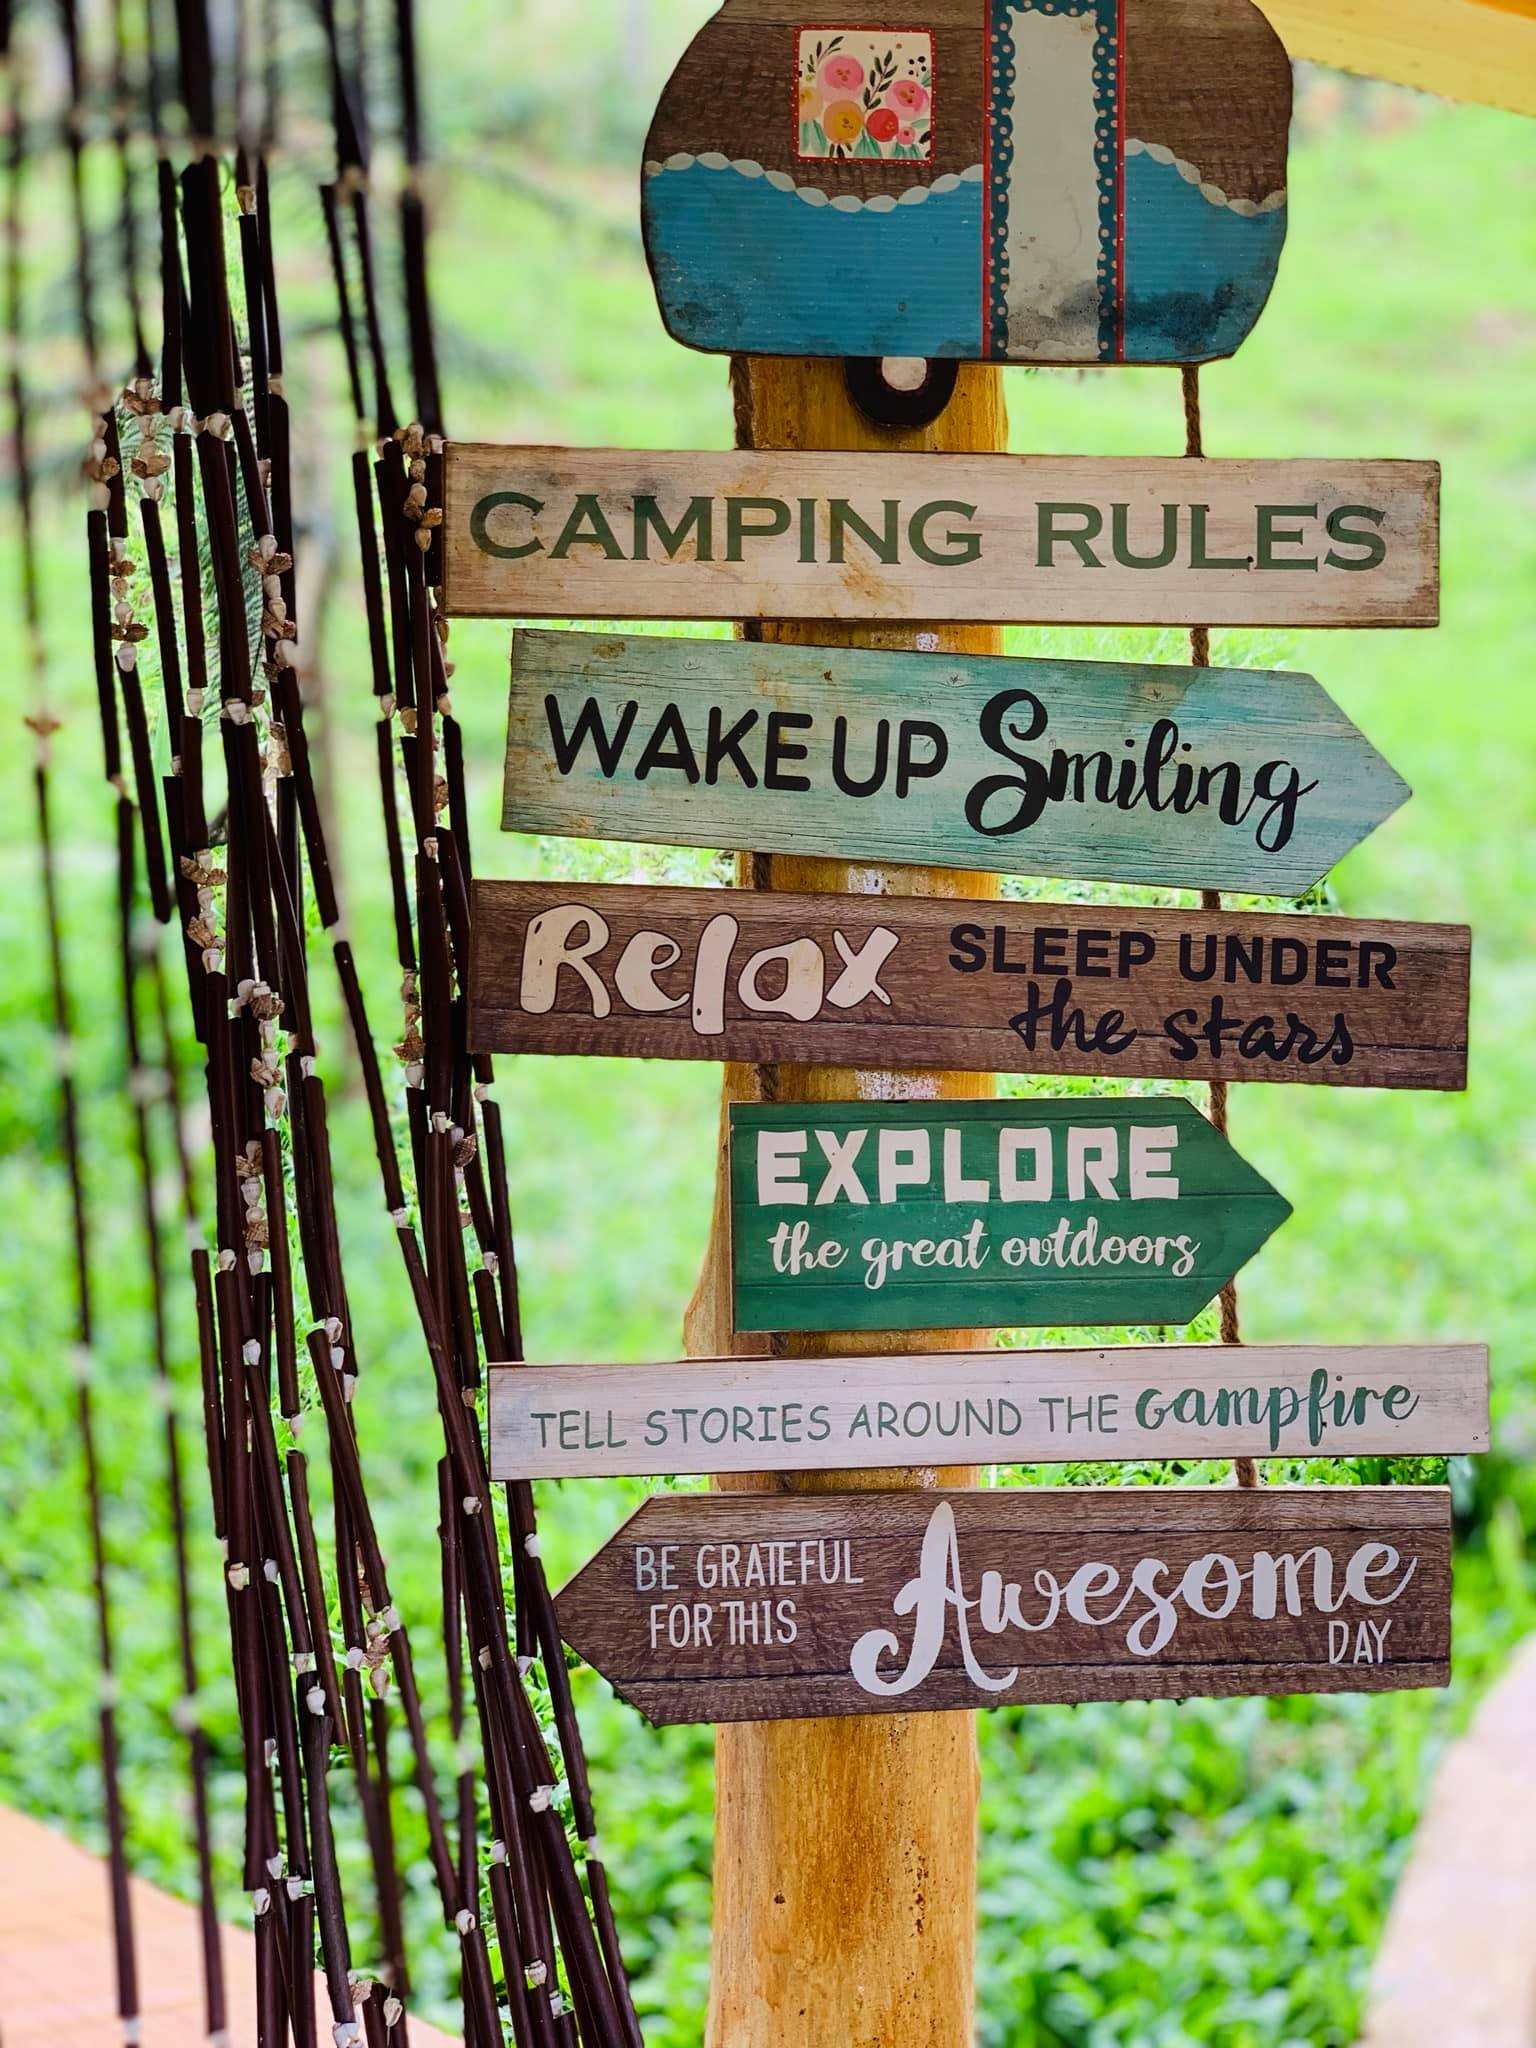 CAMPING RULES
WAKE UP Smiling
Relax SLEEP UNDER
the stars
EXPLORE
the great outdoors
TELL STORIES AROUND THE campfire
BE GRATEFUL
FOR THIS Awesome
DAY